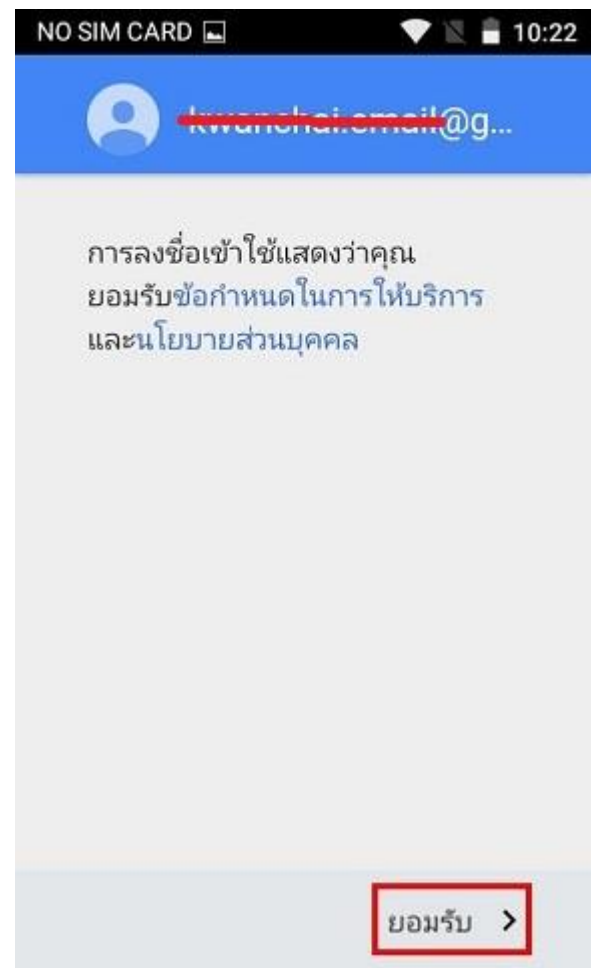 NO SIM CARD 10:22
kwanchai.email@g...
การลงชื่อเข้าใช้แสดงว่าคุณ
ยอมรับข้อกำหนดในการให้บริการ
และนโยบายส่วนบุคคล
ยอมรับ